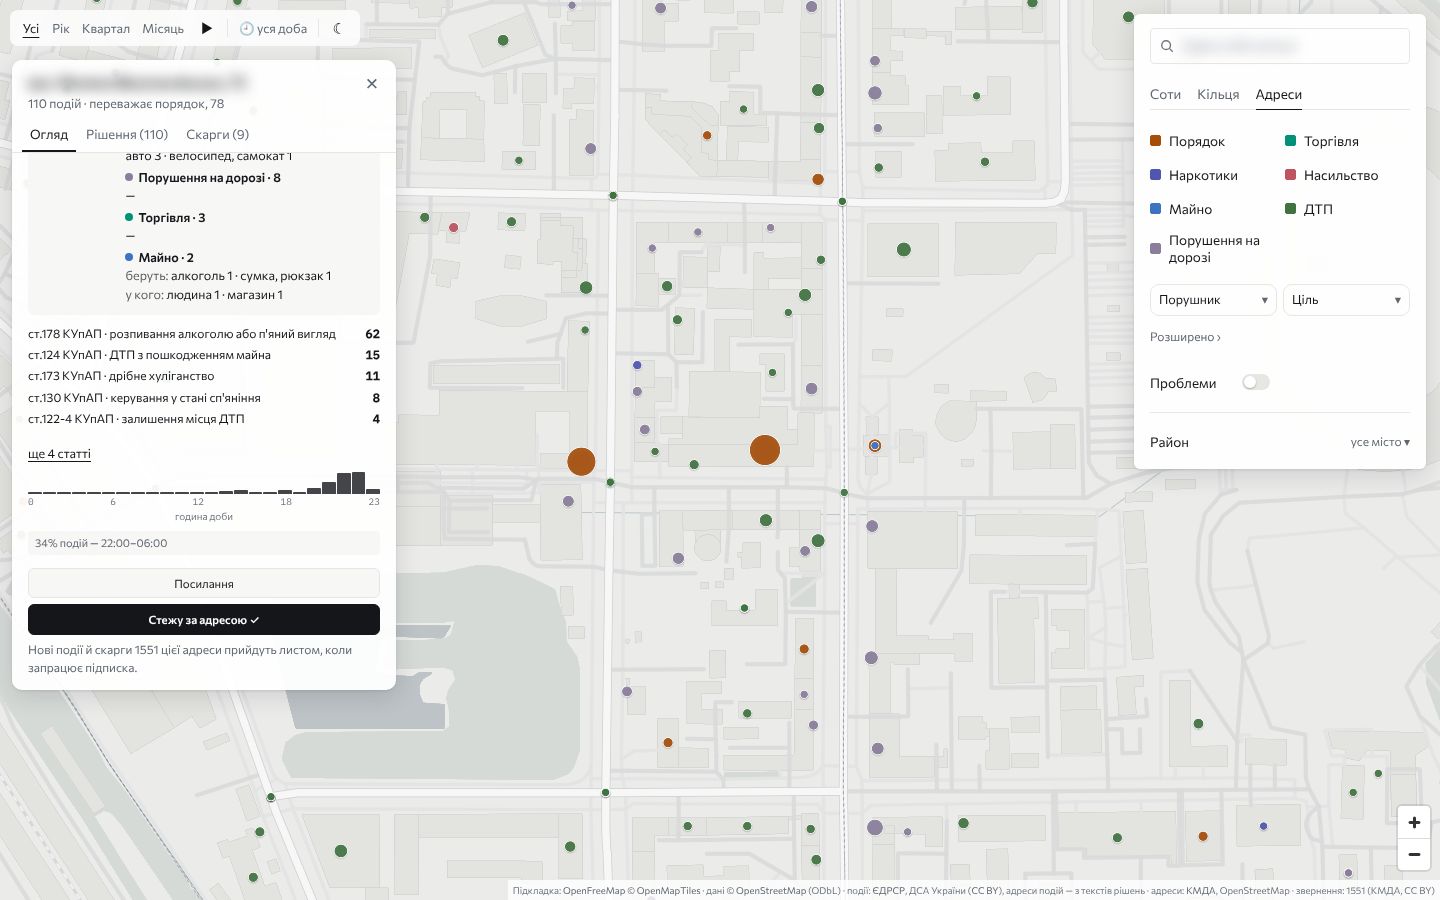 Усі Рік Квартал Місяць ▶ 🕘 уся доба ☾
110 подій · переважає порядок, 78
Огляд Рішення (110) Скарги (9)
авто 3 · велосипед, самокат 1
Порушення на дорозі · 8
—
Торгівля · 3
—
Майно · 2
беруть: алкоголь 1 · сумка, рюкзак 1
у кого: людина 1 · магазин 1
ст.178 КУпАП · розпивання алкоголю або п'яний вигляд 62
ст.124 КУпАП · ДТП з пошкодженням майна 15
ст.173 КУпАП · дрібне хуліганство 11
ст.130 КУпАП · керування у стані сп'яніння 8
ст.122-4 КУпАП · залишення місця ДТП 4
ще 4 статті
0 6 12 18 23
година доби
34% подій — 22:00–06:00
Посилання
Стежу за адресою ✓
Нові події й скарги 1551 цієї адреси прийдуть листом, коли
запрацює підписка.
Соти Кільця Адреси
Порядок Торгівля
Наркотики Насильство
Майно ДТП
Порушення на
дорозі
Порушник ▾ Ціль ▾
Розширено ›
Проблеми
Район усе місто ▾
+
−
Підкладка: OpenFreeMap © OpenMapTiles · дані © OpenStreetMap (ODbL) · події: ЄДРСР, ДСА України (CC BY), адреси подій — з текстів рішень · адреси: КМДА, OpenStreetMap · звернення: 1551 (КМДА, CC BY)